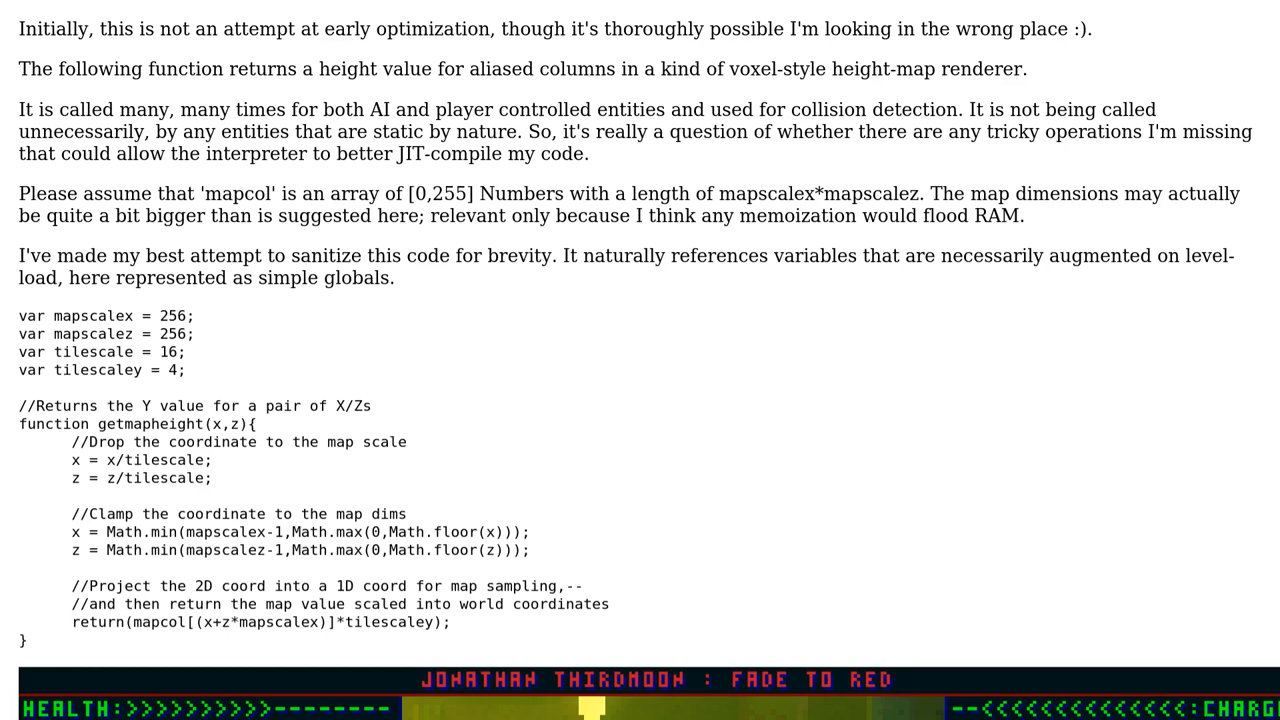 Initially, this is not an attempt at early optimization, though it's thoroughly possible I'm looking in the wrong place :).
The following function returns a height value for aliased columns in a kind of voxel-style height-map renderer.
It is called many, many times for both AI and player controlled entities and used for collision detection. It is not being called
unnecessarily, by any entities that are static by nature. So, it's really a question of whether there are any tricky operations I'm missing
that could allow the interpreter to better JIT-compile my code.
Please assume that 'mapcol' is an array of [0,255] Numbers with a length of mapscalex*mapscalez. The map dimensions may actually
be quite a bit bigger than is suggested here; relevant only because I think any memoization would flood RAM.
I've made my best attempt to sanitize this code for brevity. It naturally references variables that are necessarily augmented on level-
load, here represented as simple globals.
var mapscalex = 256;
var mapscalez = 256;
var tilescale = 16;
var tilescaley = 4;
//Returns the Y value for a pair of X/Zs
function getmapheight(x,z){
      //Drop the coordinate to the map scale
      x = x/tilescale;
      z = z/tilescale;
      //Clamp the coordinate to the map dims
      x = Math.min(mapscalex-1,Math.max(0,Math.floor(x)));
      z = Math.min(mapscalez-1,Math.max(0,Math.floor(z)));
      //Project the 2D coord into a 1D coord for map sampling,--
      //and then return the map value scaled into world coordinates
      return(mapcol[(x+z*mapscalex)]*tilescaley);
}
JONATHAN THIRDMOON : FADE TO RED
HEALTH:>>>>>>>>>>-------- --<<<<<<<<<<<<<<:CHARG